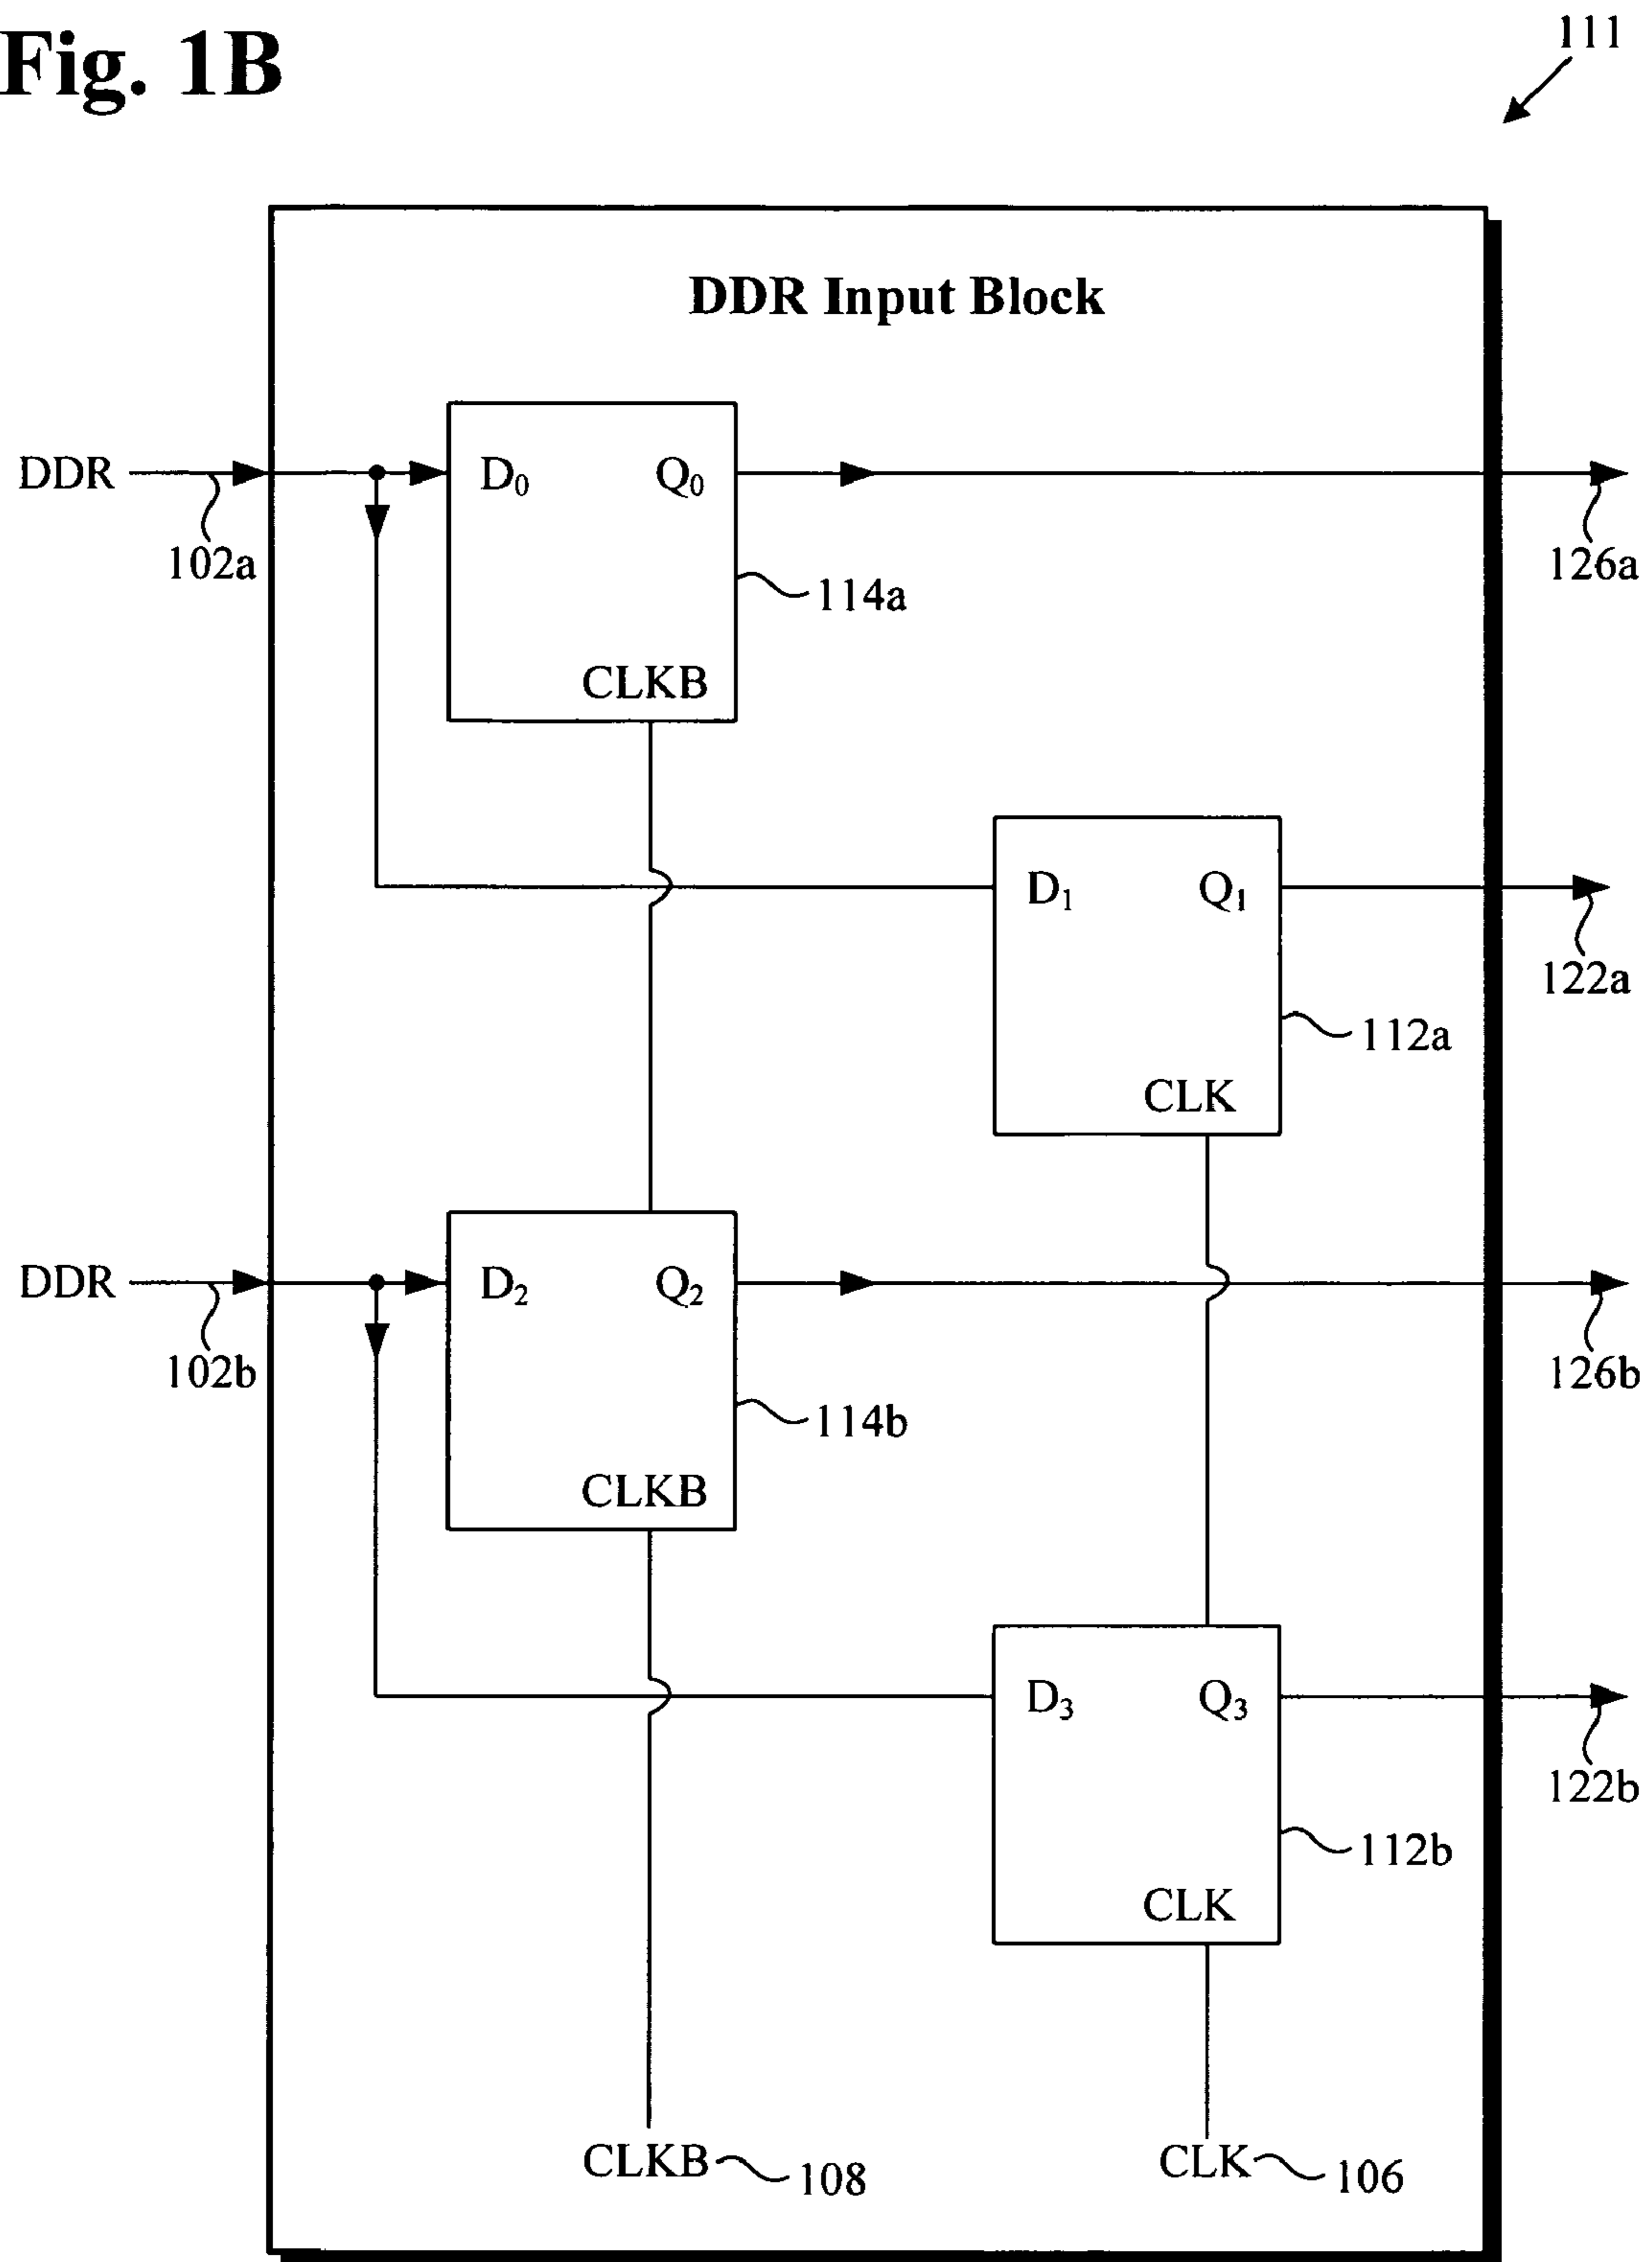 Fig. 1B
111
DDR Input Block
DDR
D0
Q0
102a
126a
114a
CLKB
D1
Q1
122a
112a
CLK
DDR
D2
Q2
102b
126b
114b
CLKB
D3
Q3
122b
112b
CLK
CLKB
108
CLK
106